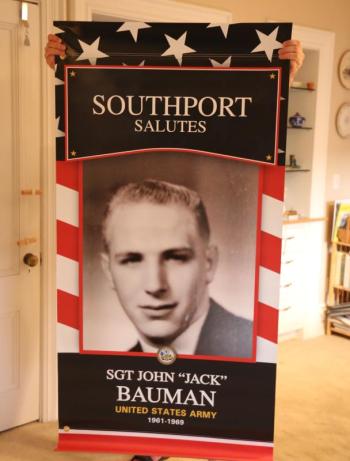 SOUTHPORT
SALUTES
SGT JOHN "JACK"
BAUMAN
UNITED STATES ARMY
1961-1969